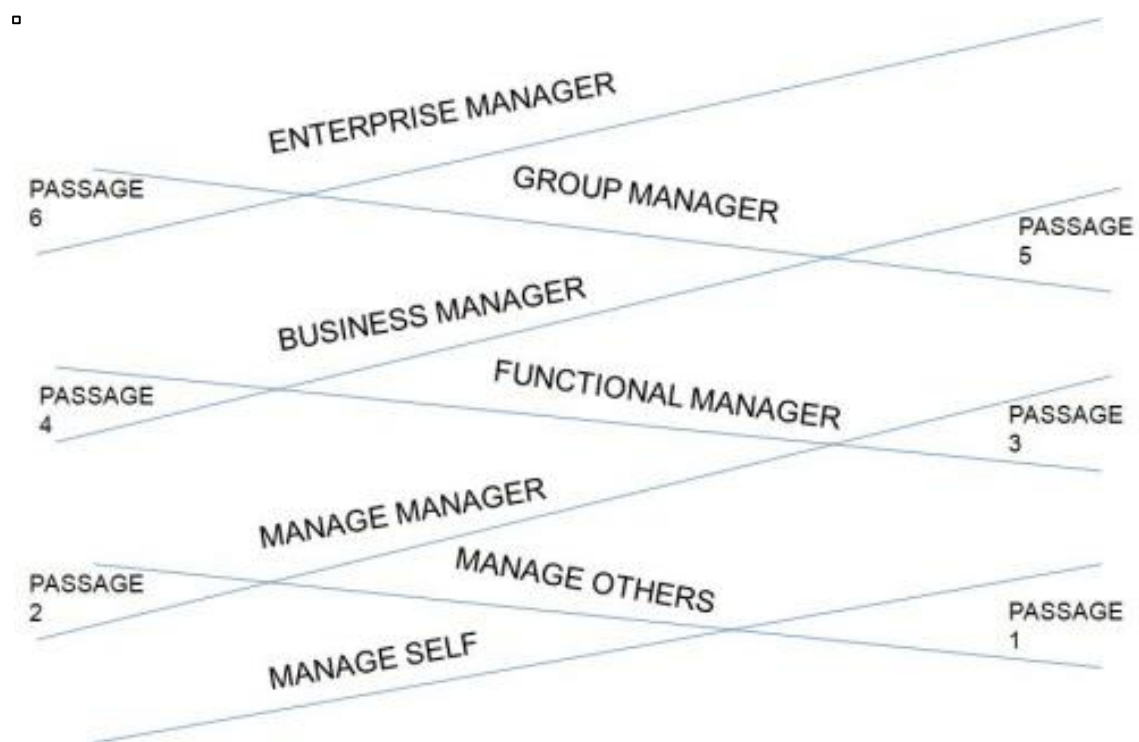 ENTERPRISE MANAGER
PASSAGE
6
GROUP MANAGER
PASSAGE
5
BUSINESS MANAGER
PASSAGE
4
FUNCTIONAL MANAGER
PASSAGE
3
MANAGE MANAGER
PASSAGE
2
MANAGE OTHERS
PASSAGE
1
MANAGE SELF